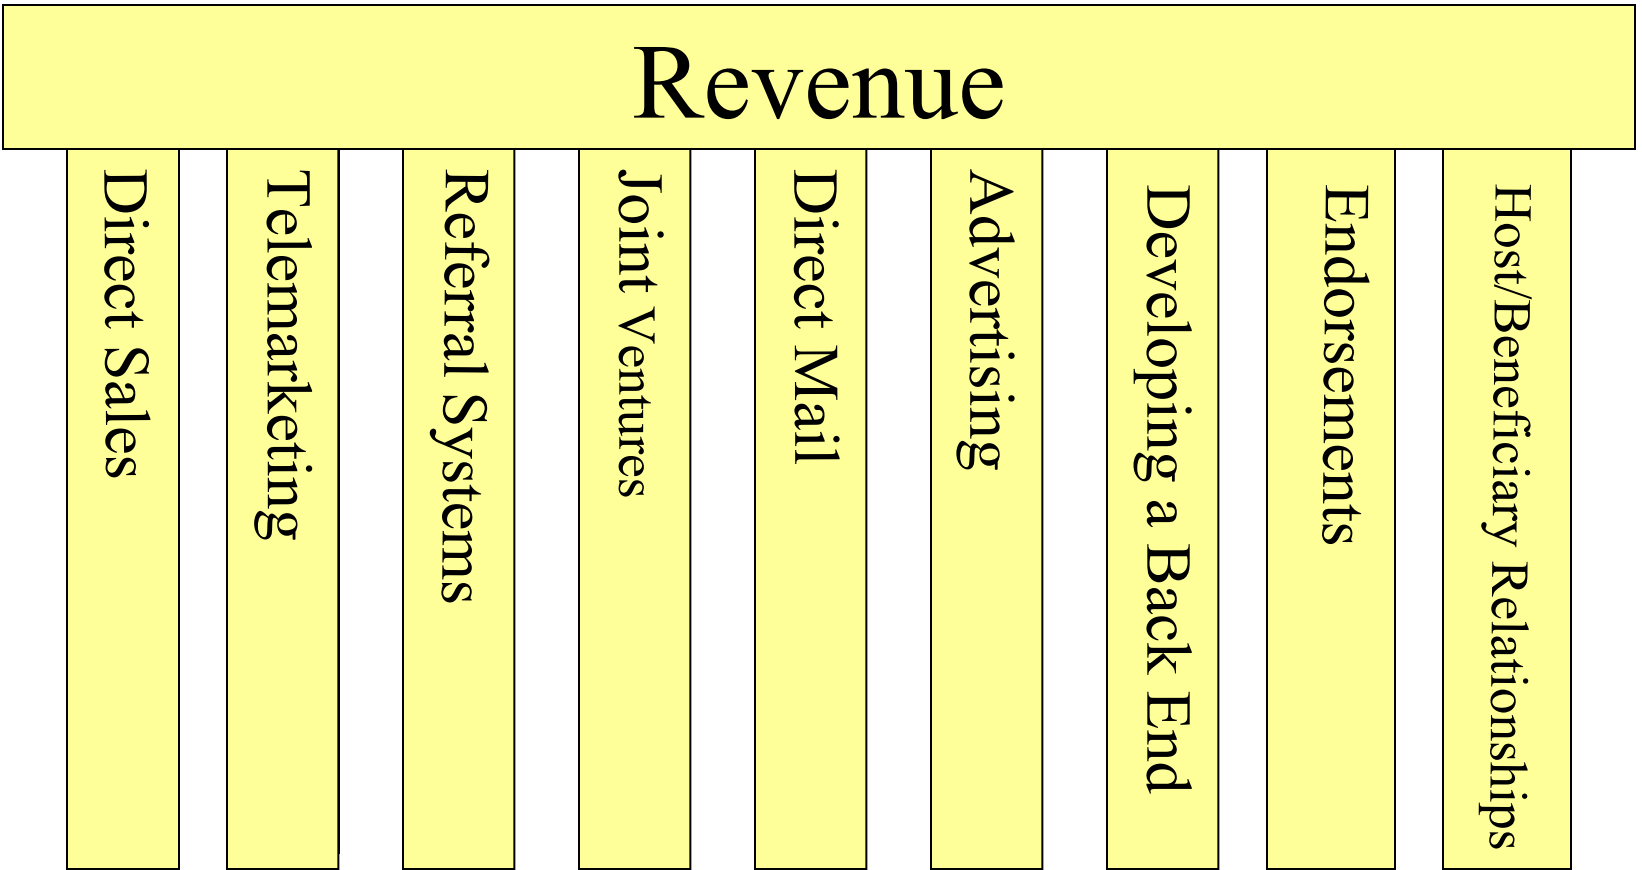 Revenue
Direct Sales
Telemarketing
Referral Systems
Joint Ventures
Direct Mail
Advertising
Developing a Back End
Endorsements
Host/Beneficiary Relationships